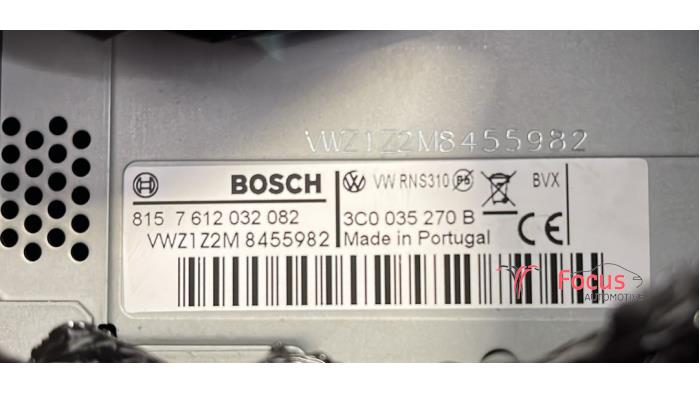 VWZ1Z2M8455982
BOSCH
VW RNS310
BVX
815 7 612 032 082
3C0 035 270 B
VWZ1Z2M 8455982
Made in Portugal
CE
Focus
AUTOMOTIVE